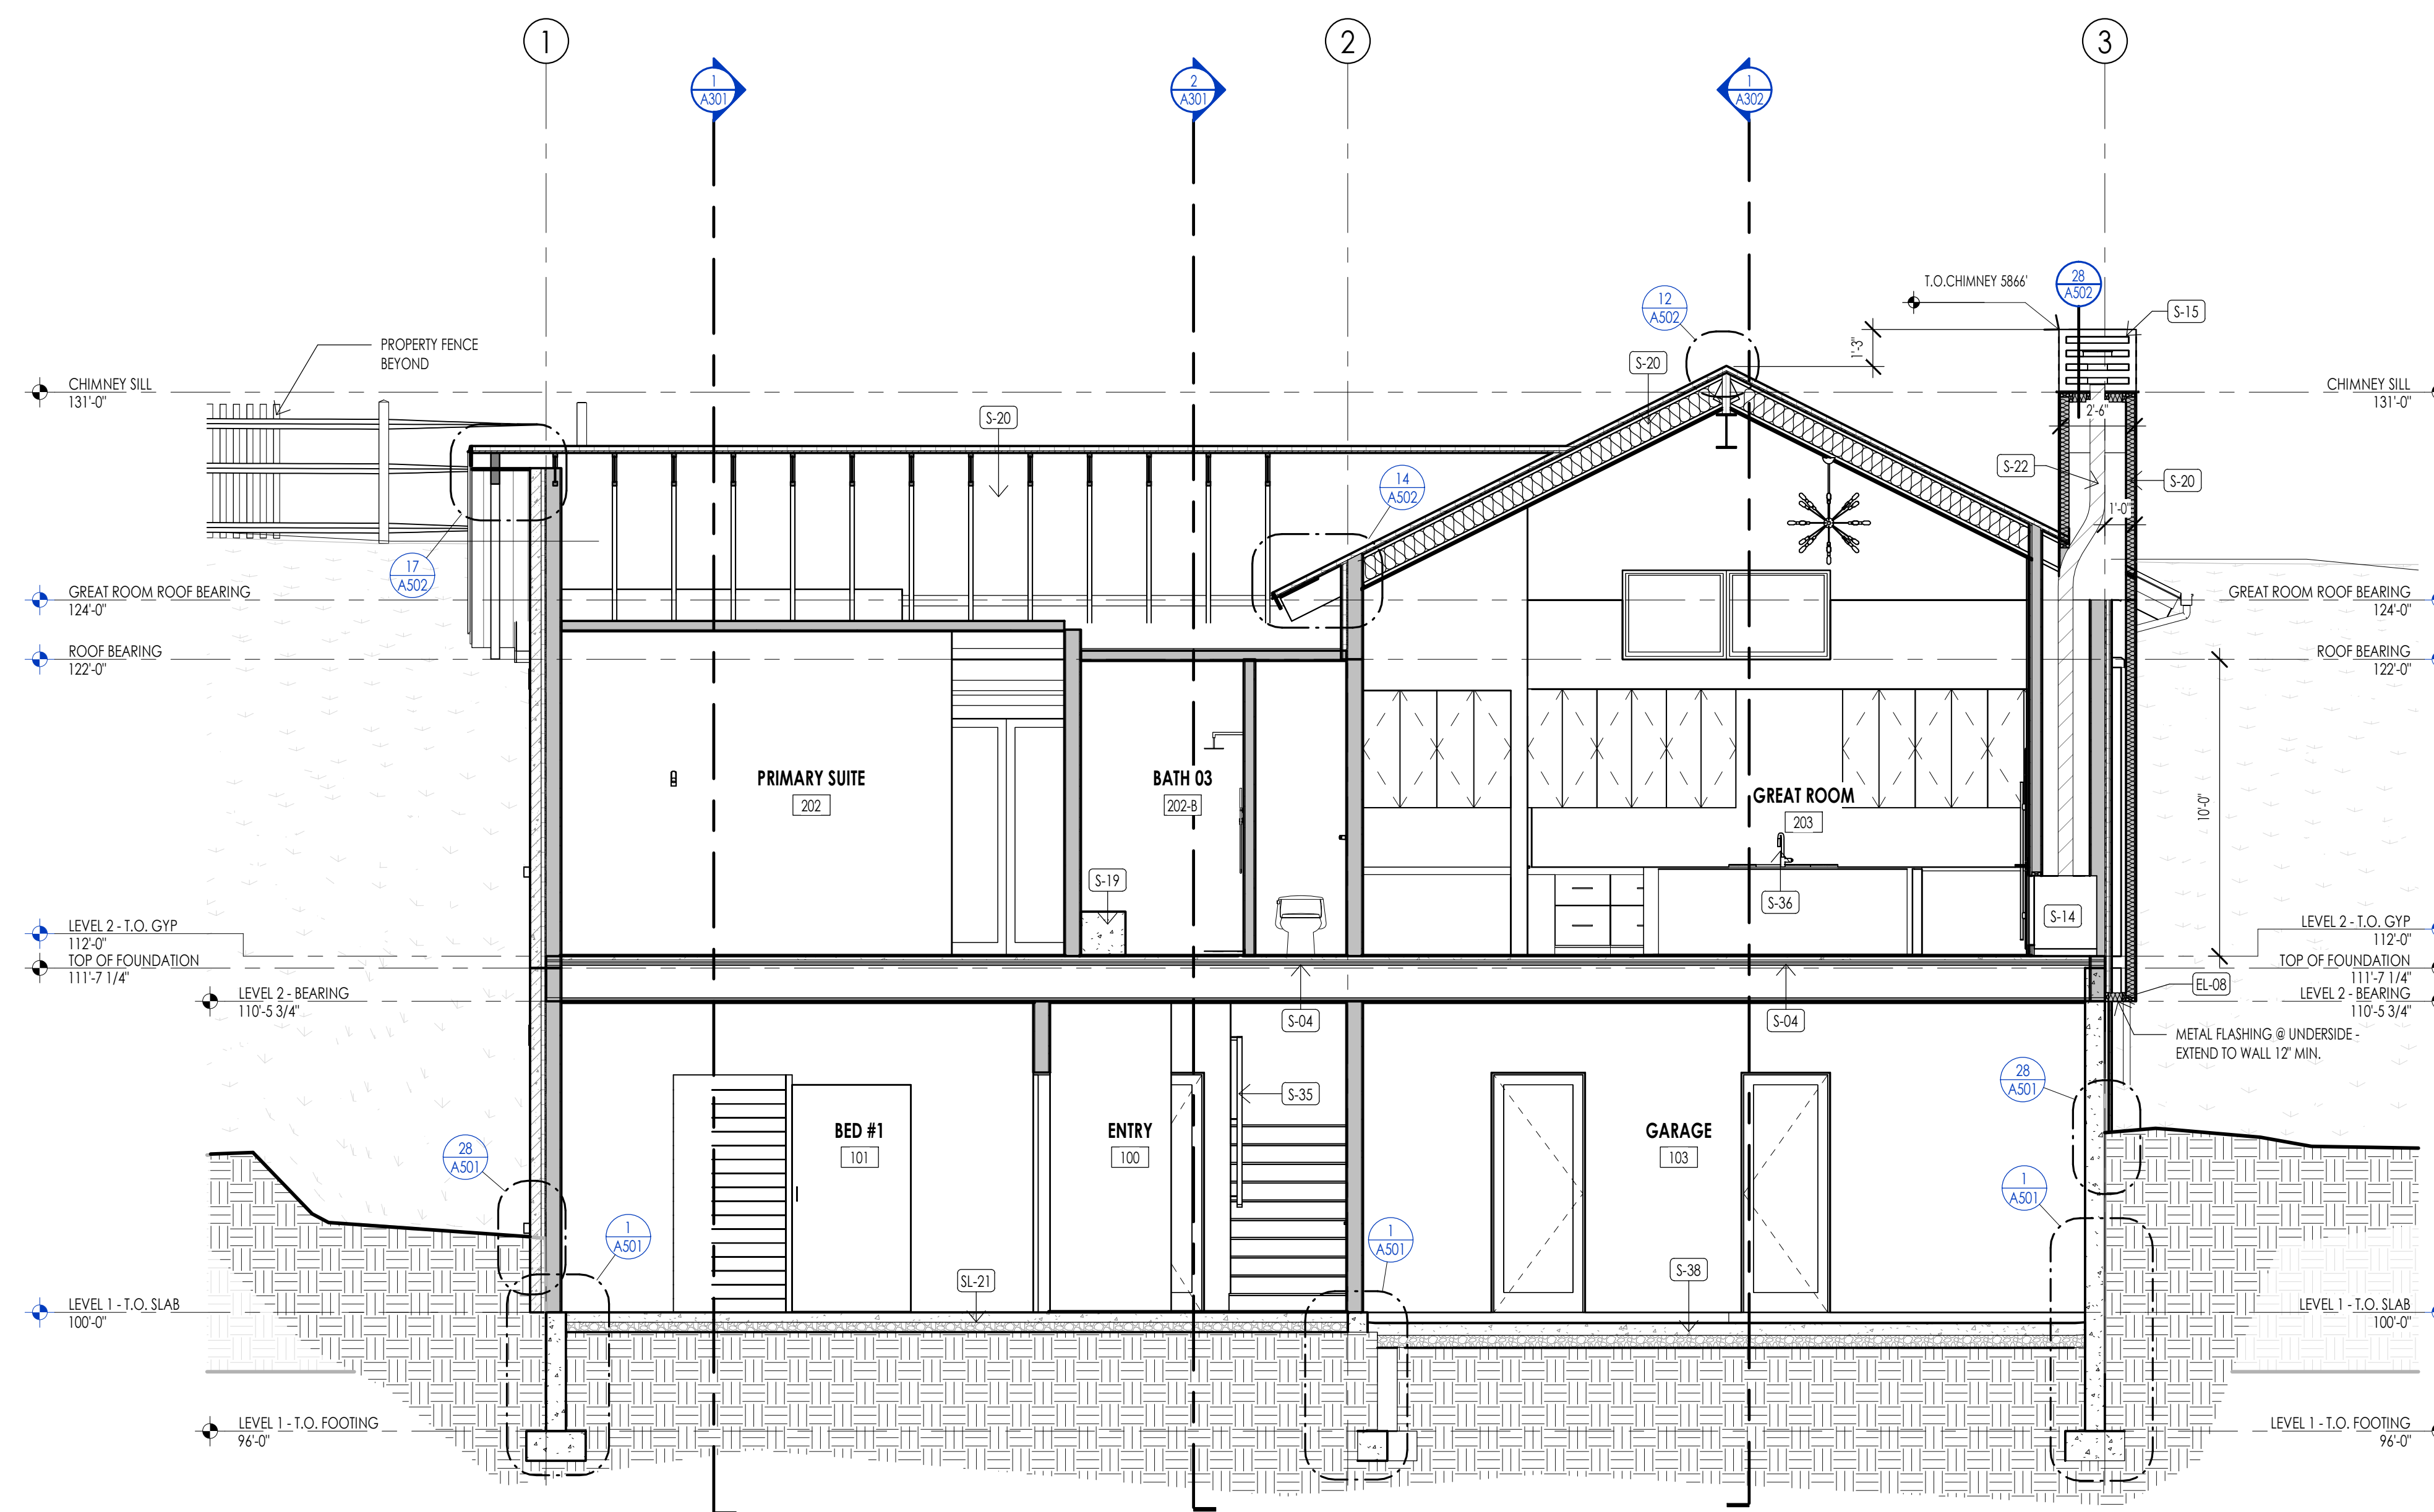 1
2
3
1
A301
2
A301
1
A302
T.O.CHIMNEY 5866'
28
A502
12
A502
S-15
PROPERTY FENCE
BEYOND
1'-3"
S-20
CHIMNEY SILL
131'-0"
CHIMNEY SILL
131'-0"
2'-6"
S-20
S-22
S-20
14
A502
1'-0"
17
A502
GREAT ROOM ROOF BEARING
124'-0"
GREAT ROOM ROOF BEARING
124'-0"
ROOF BEARING
122'-0"
ROOF BEARING
122'-0"
PRIMARY SUITE
202
BATH 03
202-B
GREAT ROOM
203
10'-0"
S-19
S-36
S-14
LEVEL 2 - T.O. GYP
112'-0"
LEVEL 2 - T.O. GYP
112'-0"
TOP OF FOUNDATION
111'-7 1/4"
TOP OF FOUNDATION
111'-7 1/4"
EL-08
LEVEL 2 - BEARING
110'-5 3/4"
LEVEL 2 - BEARING
110'-5 3/4"
S-04
S-04
METAL FLASHING @ UNDERSIDE -
EXTEND TO WALL 12" MIN.
S-35
28
A501
BED #1
101
ENTRY
100
GARAGE
103
28
A501
1
A501
1
A501
1
A501
SL-21
S-38
LEVEL 1 - T.O. SLAB
100'-0"
LEVEL 1 - T.O. SLAB
100'-0"
LEVEL 1 - T.O. FOOTING
96'-0"
LEVEL 1 - T.O. FOOTING
96'-0"